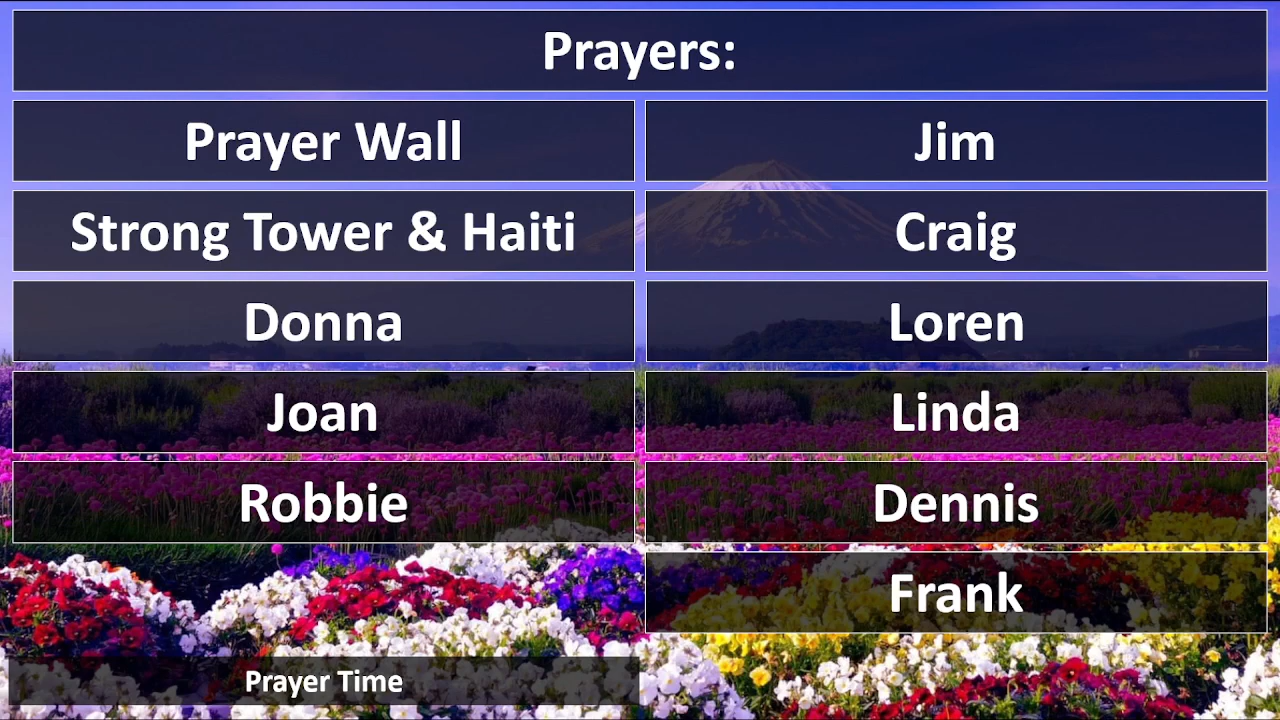 Prayers:
Prayer Wall
Strong Tower & Haiti
Donna
Joan
Robbie
Jim
Craig
Loren
Linda
Dennis
Frank
Prayer Time